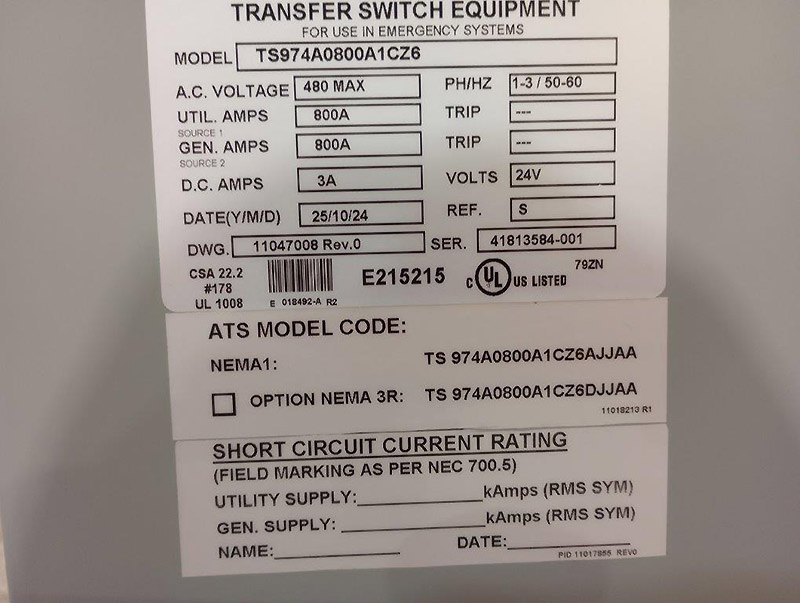 TRANSFER SWITCH EQUIPMENT
FOR USE IN EMERGENCY SYSTEMS
MODEL TS974A0800A1CZ6
A.C. VOLTAGE 480 MAX PH/HZ 1-3 / 50-60
UTIL. AMPS 800A TRIP ---
SOURCE 1
GEN. AMPS 800A TRIP ---
SOURCE 2
D.C. AMPS 3A VOLTS 24V
DATE(Y/M/D) 25/10/24 REF. S
DWG. 11047008 Rev.0 SER. 41813584-001
CSA 22.2
#178
UL 1008
E 018492-A R2
E215215
C UL US LISTED
79ZN
ATS MODEL CODE:
NEMA1: TS 974A0800A1CZ6AJJAA
OPTION NEMA 3R: TS 974A0800A1CZ6DJJAA
11018213 R1
SHORT CIRCUIT CURRENT RATING
(FIELD MARKING AS PER NEC 700.5)
UTILITY SUPPLY:____________kAmps (RMS SYM)
GEN. SUPPLY:____________kAmps (RMS SYM)
NAME:____________ DATE:____________
PID 11017855 REV0